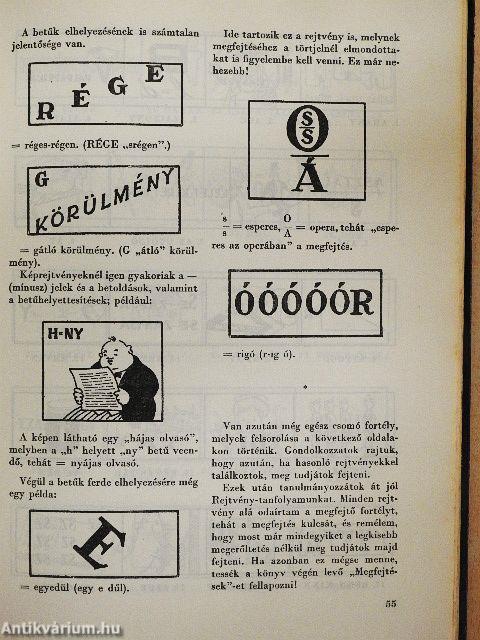 A betűk elhelyezésének is számtalan
jelentősége van.
R É G E
= réges-régen. (RÉGE „srégen".)
G
KÖRÜLMÉNY
= gátló körülmény. (G „átló" körül-
mény).
Képrejtvényeknél igen gyakoriak a —
(mínusz) jelek és a betoldások, valamint
a betűhelyettesítések; például:
H-NY
A képen látható egy „hájas olvasó",
melyben a „h" helyett „ny" betű veen-
dő, tehát = nyájas olvasó.
Végül a betűk ferde elhelyezésére még
egy példa:
E
= egyedül (egy e dűl).
Ide tartozik ez a rejtvény is, melynek
megfejtéséhez a törtjelnél elmondotta-
kat is figyelembe kell venni. Ez már ne-
hezebb!
O
s
s
Á
s
s = esperes, O
A = opera, tehát „espe-
res az operában" a megfejtés.
ÓÓÓÓÓR
= rigó (r-ig ó).
*
Van azután még egész csomó fortély,
melyek felsorolása a következő oldala-
kon történik. Gondolkozzatok rajtuk,
hogy azután, ha hasonló rejtvényekkel
találkoztok, meg tudjátok fejteni.
Ezek után tanulmányozzátok át jól
Rejtvény-tanfolyamunkat. Minden rejt-
vény alá odaírtam a megfejtő fortélyt,
tehát a megfejtés kulcsát, és remélem,
hogy most már mindegyiket a legkisebb
megerőltetés nélkül meg tudjátok majd
fejteni. Ha azonban ez mégse menne,
tessék a könyv végén levő „Megfejté-
sek"-et fellapozni!
55
Antikvárium.hu